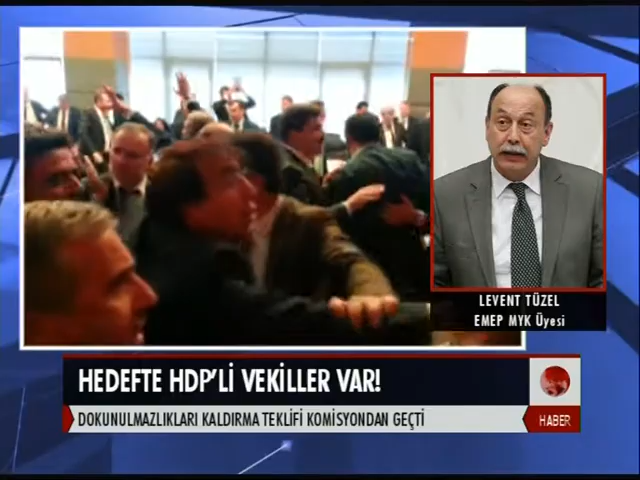 LEVENT TÜZEL
EMEP MYK Üyesi
HEDEFTE HDP'Lİ VEKİLLER VAR!
DOKUNULMAZLIKLARI KALDIRMA TEKLİFİ KOMİSYONDAN GEÇTİ
HABER